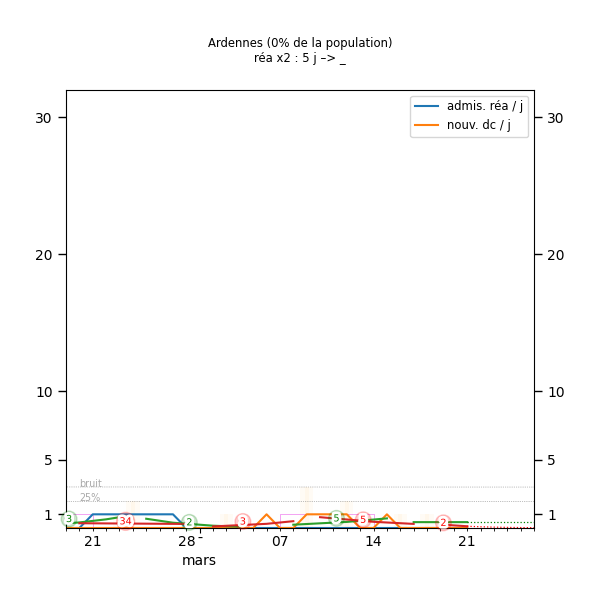 Ardennes (0% de la population)
réa x2 : 5 j –> _
admis. réa / j
nouv. dc / j
30 30
20 20
10 10
5 5
bruit
25%
1 1
3 34 2 3 5 5 2
21 28 - 07 14 21
mars